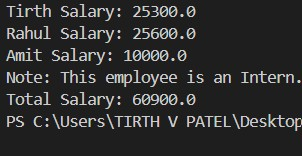 Tirth Salary: 25300.0
Rahul Salary: 25600.0
Amit Salary: 10000.0
Note: This employee is an Intern.
Total Salary: 60900.0
PS C:\Users\TIRTH V PATEL\Desktop